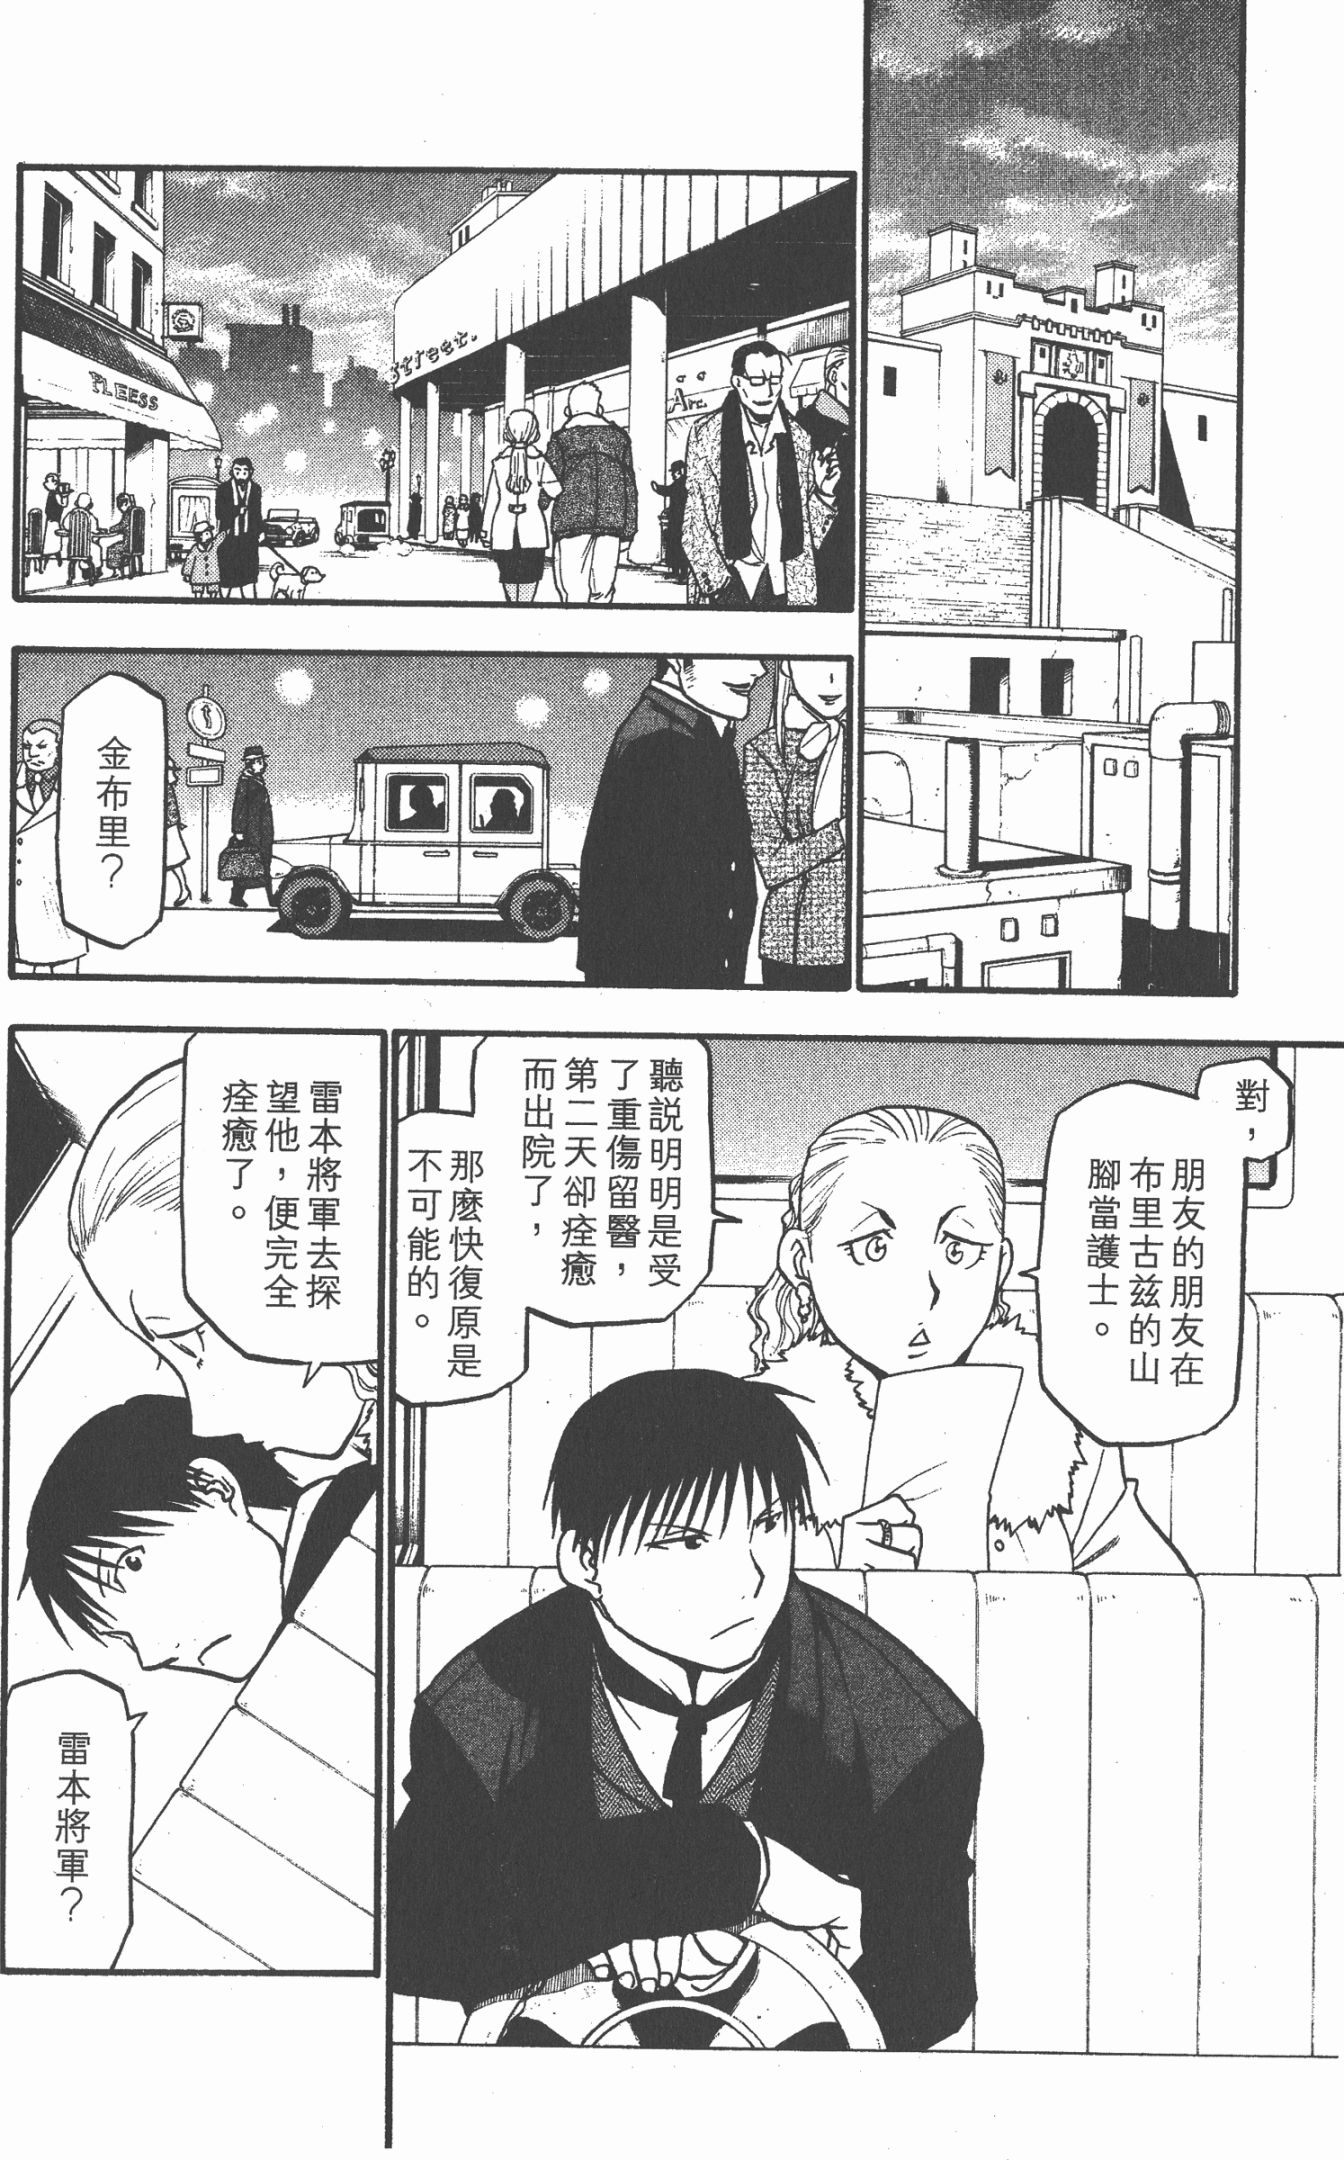 Street.
Arc.
PLEESS
金布里？
對，
朋友的朋友在
布里古茲的山
腳當護士。
聽說明明是受
了重傷留醫，
第二天卻痊癒
而出院了，
那麽快復原是
不可能的。
雷本將軍去探
望他，便完全
痊癒了。
雷本將軍？